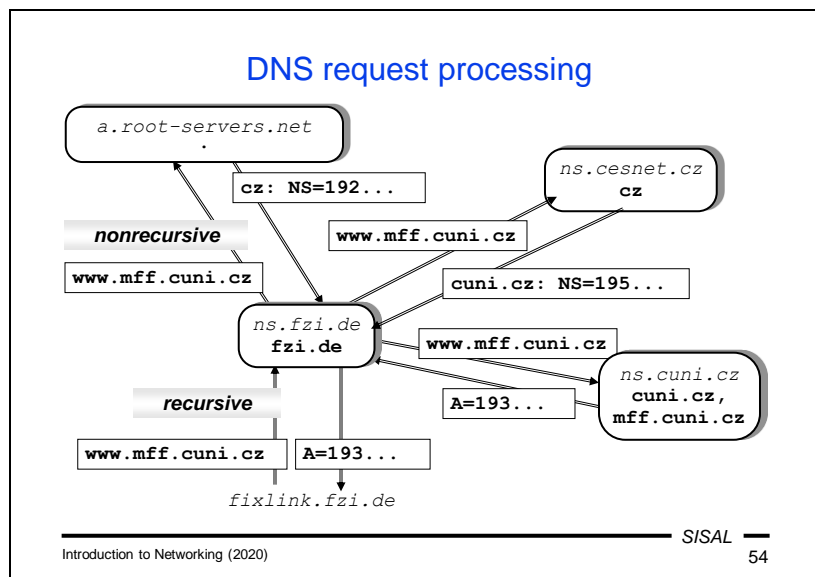 DNS request processing
a.root-servers.net
.
cz: NS=192...
ns.cesnet.cz
cz
nonrecursive
www.mff.cuni.cz
www.mff.cuni.cz
cuni.cz: NS=195...
ns.fzi.de
fzi.de
www.mff.cuni.cz
ns.cuni.cz
cuni.cz,
mff.cuni.cz
A=193...
recursive
www.mff.cuni.cz
A=193...
fixlink.fzi.de
SISAL
Introduction to Networking (2020)
54